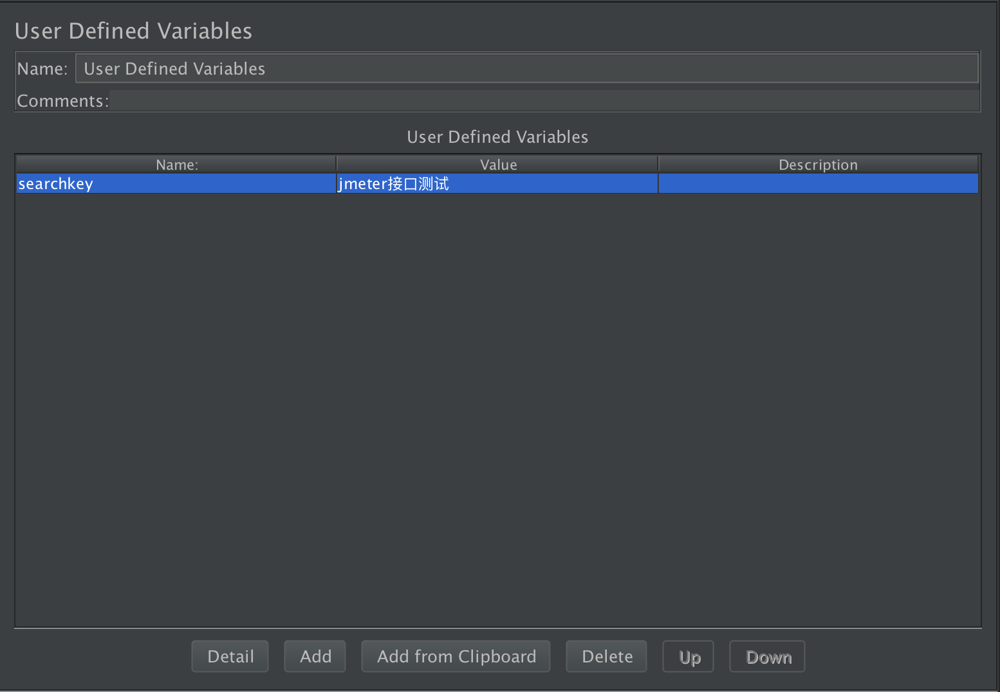 User Defined Variables
Name: User Defined Variables
Comments:
User Defined Variables
Name: Value Description
searchkey jmeter接口测试
Detail Add Add from Clipboard Delete Up Down